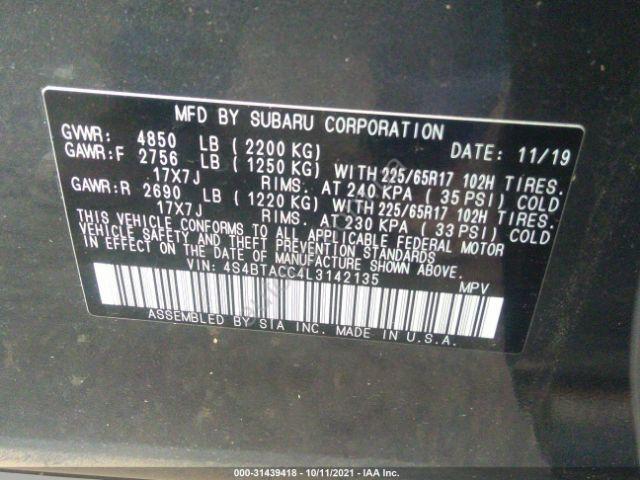 MFD BY SUBARU CORPORATION
GVWR: 4850 LB (2200 KG) DATE: 11/19
GAWR:F 2756 LB (1250 KG) WITH 225/65R17 102H TIRES.
17X7J RIMS. AT 240 KPA (35 PSI) COLD
GAWR:R 2690 LB (1220 KG) WITH 225/65R17 102H TIRES.
17X7J RIMS. AT 230 KPA (33 PSI) COLD
THIS VEHICLE CONFORMS TO ALL APPLICABLE FEDERAL MOTOR
VEHICLE SAFETY, BUMPER, AND THEFT PREVENTION STANDARDS
IN EFFECT ON THE DATE OF MANUFACTURE SHOWN ABOVE.
VIN: 4S4BTACC4L3142135 MPV
ASSEMBLED BY SIA INC. MADE IN U.S.A.
000-31439418 - 10/11/2021 - IAA Inc.